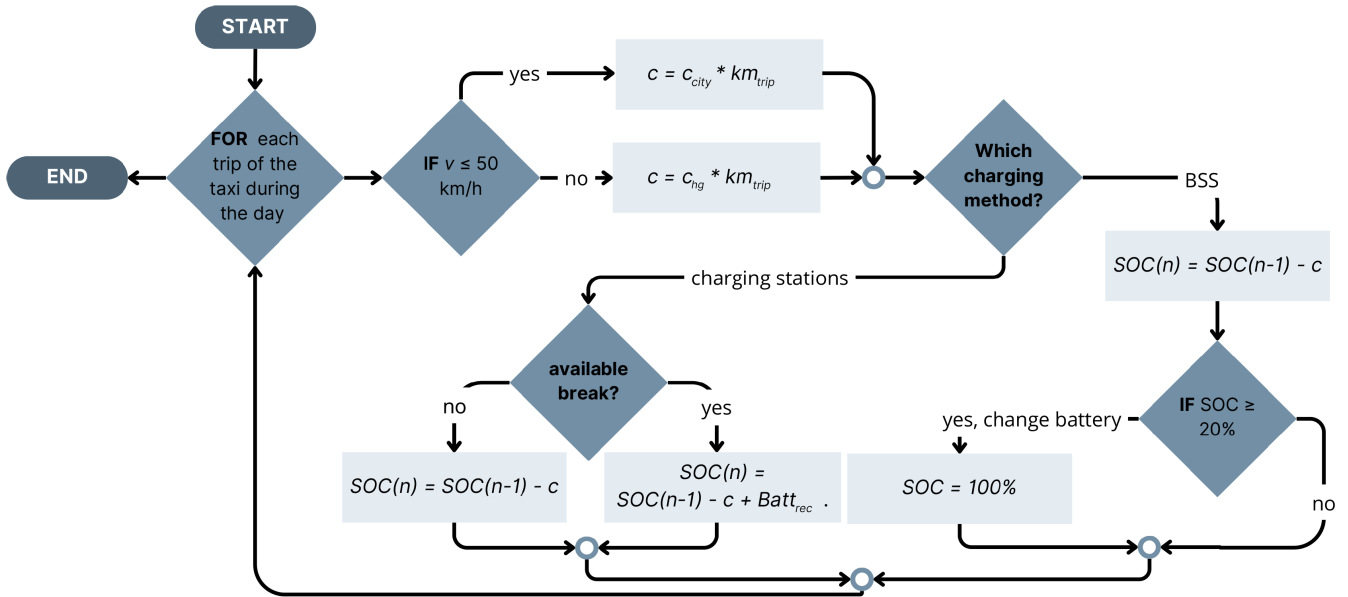 START
FOR each
trip of the
taxi during
the day
END
IF v ≤ 50
km/h
yes
c = c_city * km_trip
no
c = c_hg * km_trip
Which
charging
method?
BSS
SOC(n) = SOC(n-1) - c
charging stations
available
break?
no
yes
SOC(n) = SOC(n-1) - c
SOC(n) =
SOC(n-1) - c + Batt_rec .
IF SOC ≥
20%
yes, change battery
SOC = 100%
no